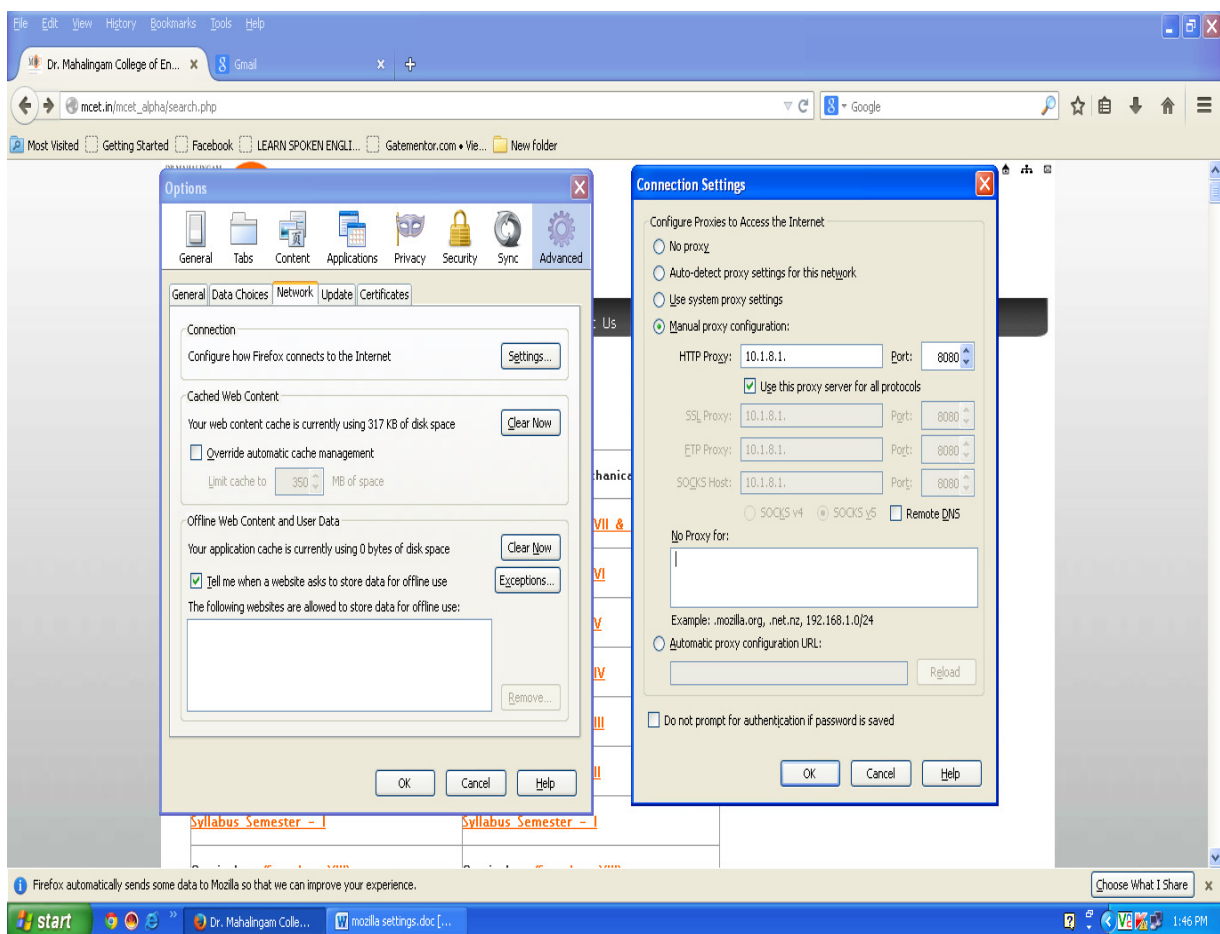 File Edit View History Bookmarks Tools Help
Dr. Mahalingam College of En...
Gmail
mcet.in/mcet_alpha/search.php
Google
Most Visited Getting Started Facebook LEARN SPOKEN ENGLI... Gatementor.com • Vie... New folder
Options
General Tabs Content Applications Privacy Security Sync Advanced
General Data Choices Network Update Certificates
Connection
Configure how Firefox connects to the Internet
Settings...
Cached Web Content
Your web content cache is currently using 317 KB of disk space
Clear Now
Override automatic cache management
Limit cache to 350 MB of space
Offline Web Content and User Data
Your application cache is currently using 0 bytes of disk space
Clear Now
Tell me when a website asks to store data for offline use
Exceptions...
The following websites are allowed to store data for offline use:
Remove...
OK Cancel Help
Connection Settings
Configure Proxies to Access the Internet
No proxy
Auto-detect proxy settings for this network
Use system proxy settings
Manual proxy configuration:
HTTP Proxy: 10.1.8.1. Port: 8080
Use this proxy server for all protocols
SSL Proxy: 10.1.8.1. Port: 8080
FTP Proxy: 10.1.8.1. Port: 8080
SOCKS Host: 10.1.8.1. Port: 8080
SOCKS v4 SOCKS v5 Remote DNS
No Proxy for:
Example: .mozilla.org, .net.nz, 192.168.1.0/24
Automatic proxy configuration URL:
Reload
Do not prompt for authentication if password is saved
OK Cancel Help
Us
VII &
VI
V
IV
III
II
Syllabus Semester - I Syllabus Semester - I
Firefox automatically sends some data to Mozilla so that we can improve your experience.
Choose What I Share
start
Dr. Mahalingam Colle...
mozilla settings.doc [...
1:46 PM